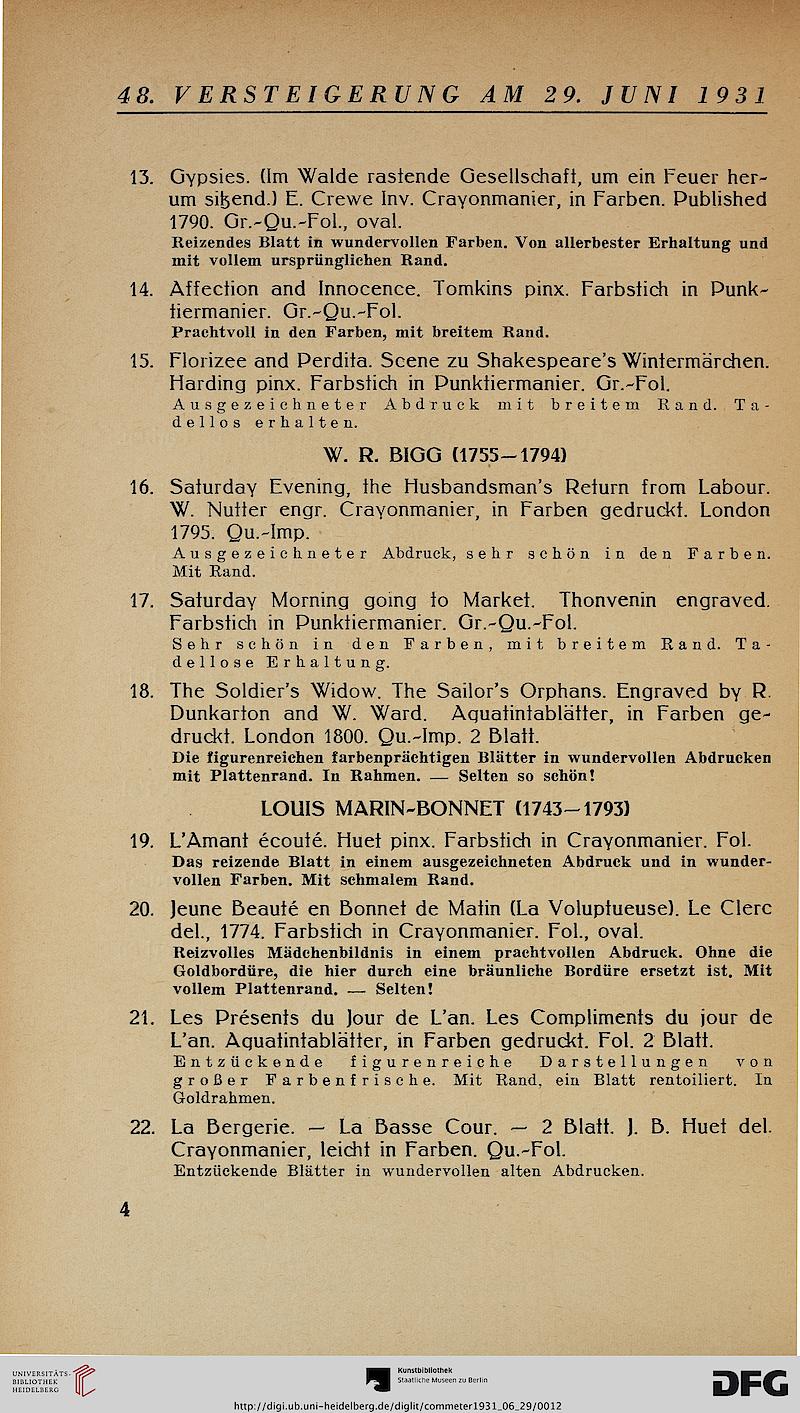 48. VERSTEIGERUNG AM 29. JUNI 1931
13. Gypsies. (Im Walde rastende Gesellschaft, um ein Feuer her-
um sitzend.) E. Crewe Inv. Crayonmanier, in Farben. Published
1790. Gr.-Qu.-Fol., oval.
Reizendes Blatt in wundervollen Farben. Von allerbester Erhaltung und
mit vollem ursprünglichen Rand.
14. Affection and Innocence. Tomkins pinx. Farbstich in Punk-
tiermanier. Gr.-Qu.-Fol.
Prachtvoll in den Farben, mit breitem Rand.
15. Florizee and Perdita. Scene zu Shakespeare's Wintermärchen.
Harding pinx. Farbstich in Punktiermanier. Gr.-Fol.
Ausgezeichneter Abdruck mit breitem Rand. Ta-
dellos erhalten.
W. R. BIGG (1755—1794)
16. Saturday Evening, the Husbandsman's Return from Labour.
W. Nutter engr. Crayonmanier, in Farben gedruckt. London
1795. Qu.-Imp.
Ausgezeichneter Abdruck, sehr schön in den Farben.
Mit Rand.
17. Saturday Morning going to Market. Thonvenin engraved.
Farbstich in Punktiermanier. Gr.-Qu.-Fol.
Sehr schön in den Farben, mit breitem Rand. Ta-
dellose Erhaltung.
18. The Soldier's Widow. The Sailor's Orphans. Engraved by R.
Dunkarton and W. Ward. Aquatintablätter, in Farben ge-
druckt. London 1800. Qu.-Imp. 2 Blatt.
Die figurenreichen farbenprächtigen Blätter in wundervollen Abdrucken
mit Plattenrand. In Rahmen. — Selten so schön!
LOUIS MARIN-BONNET (1743—1793)
19. L'Amant écouté. Huet pinx. Farbstich in Crayonmanier. Fol.
Das reizende Blatt in einem ausgezeichneten Abdruck und in wunder-
vollen Farben. Mit schmalem Rand.
20. Jeune Beauté en Bonnet de Matin (La Voluptueuse). Le Clerc
del., 1774. Farbstich in Crayonmanier. Fol., oval.
Reizvolles Mädchenbildnis in einem prachtvollen Abdruck. Ohne die
Goldbordüre, die hier durch eine bräunliche Bordüre ersetzt ist. Mit
vollem Plattenrand. — Selten!
21. Les Présents du Jour de L'an. Les Compliments du jour de
L'an. Aquatintablätter, in Farben gedruckt. Fol. 2 Blatt.
Entzückende figurenreiche Darstellungen von
großer Farbenfrische. Mit Rand, ein Blatt rentoiliert. In
Goldrahmen.
22. La Bergerie. — La Basse Cour. — 2 Blatt. J. B. Huet del.
Crayonmanier, leicht in Farben. Qu.-Fol.
Entzückende Blätter in wundervollen alten Abdrucken.
4
UNIVERSITÄTS-
BIBLIOTHEK
HEIDELBERG
Kunstbibliothek
Staatliche Museen zu Berlin
DFG
http://digi.ub.uni-heidelberg.de/diglit/commeter1931_06_29/0012